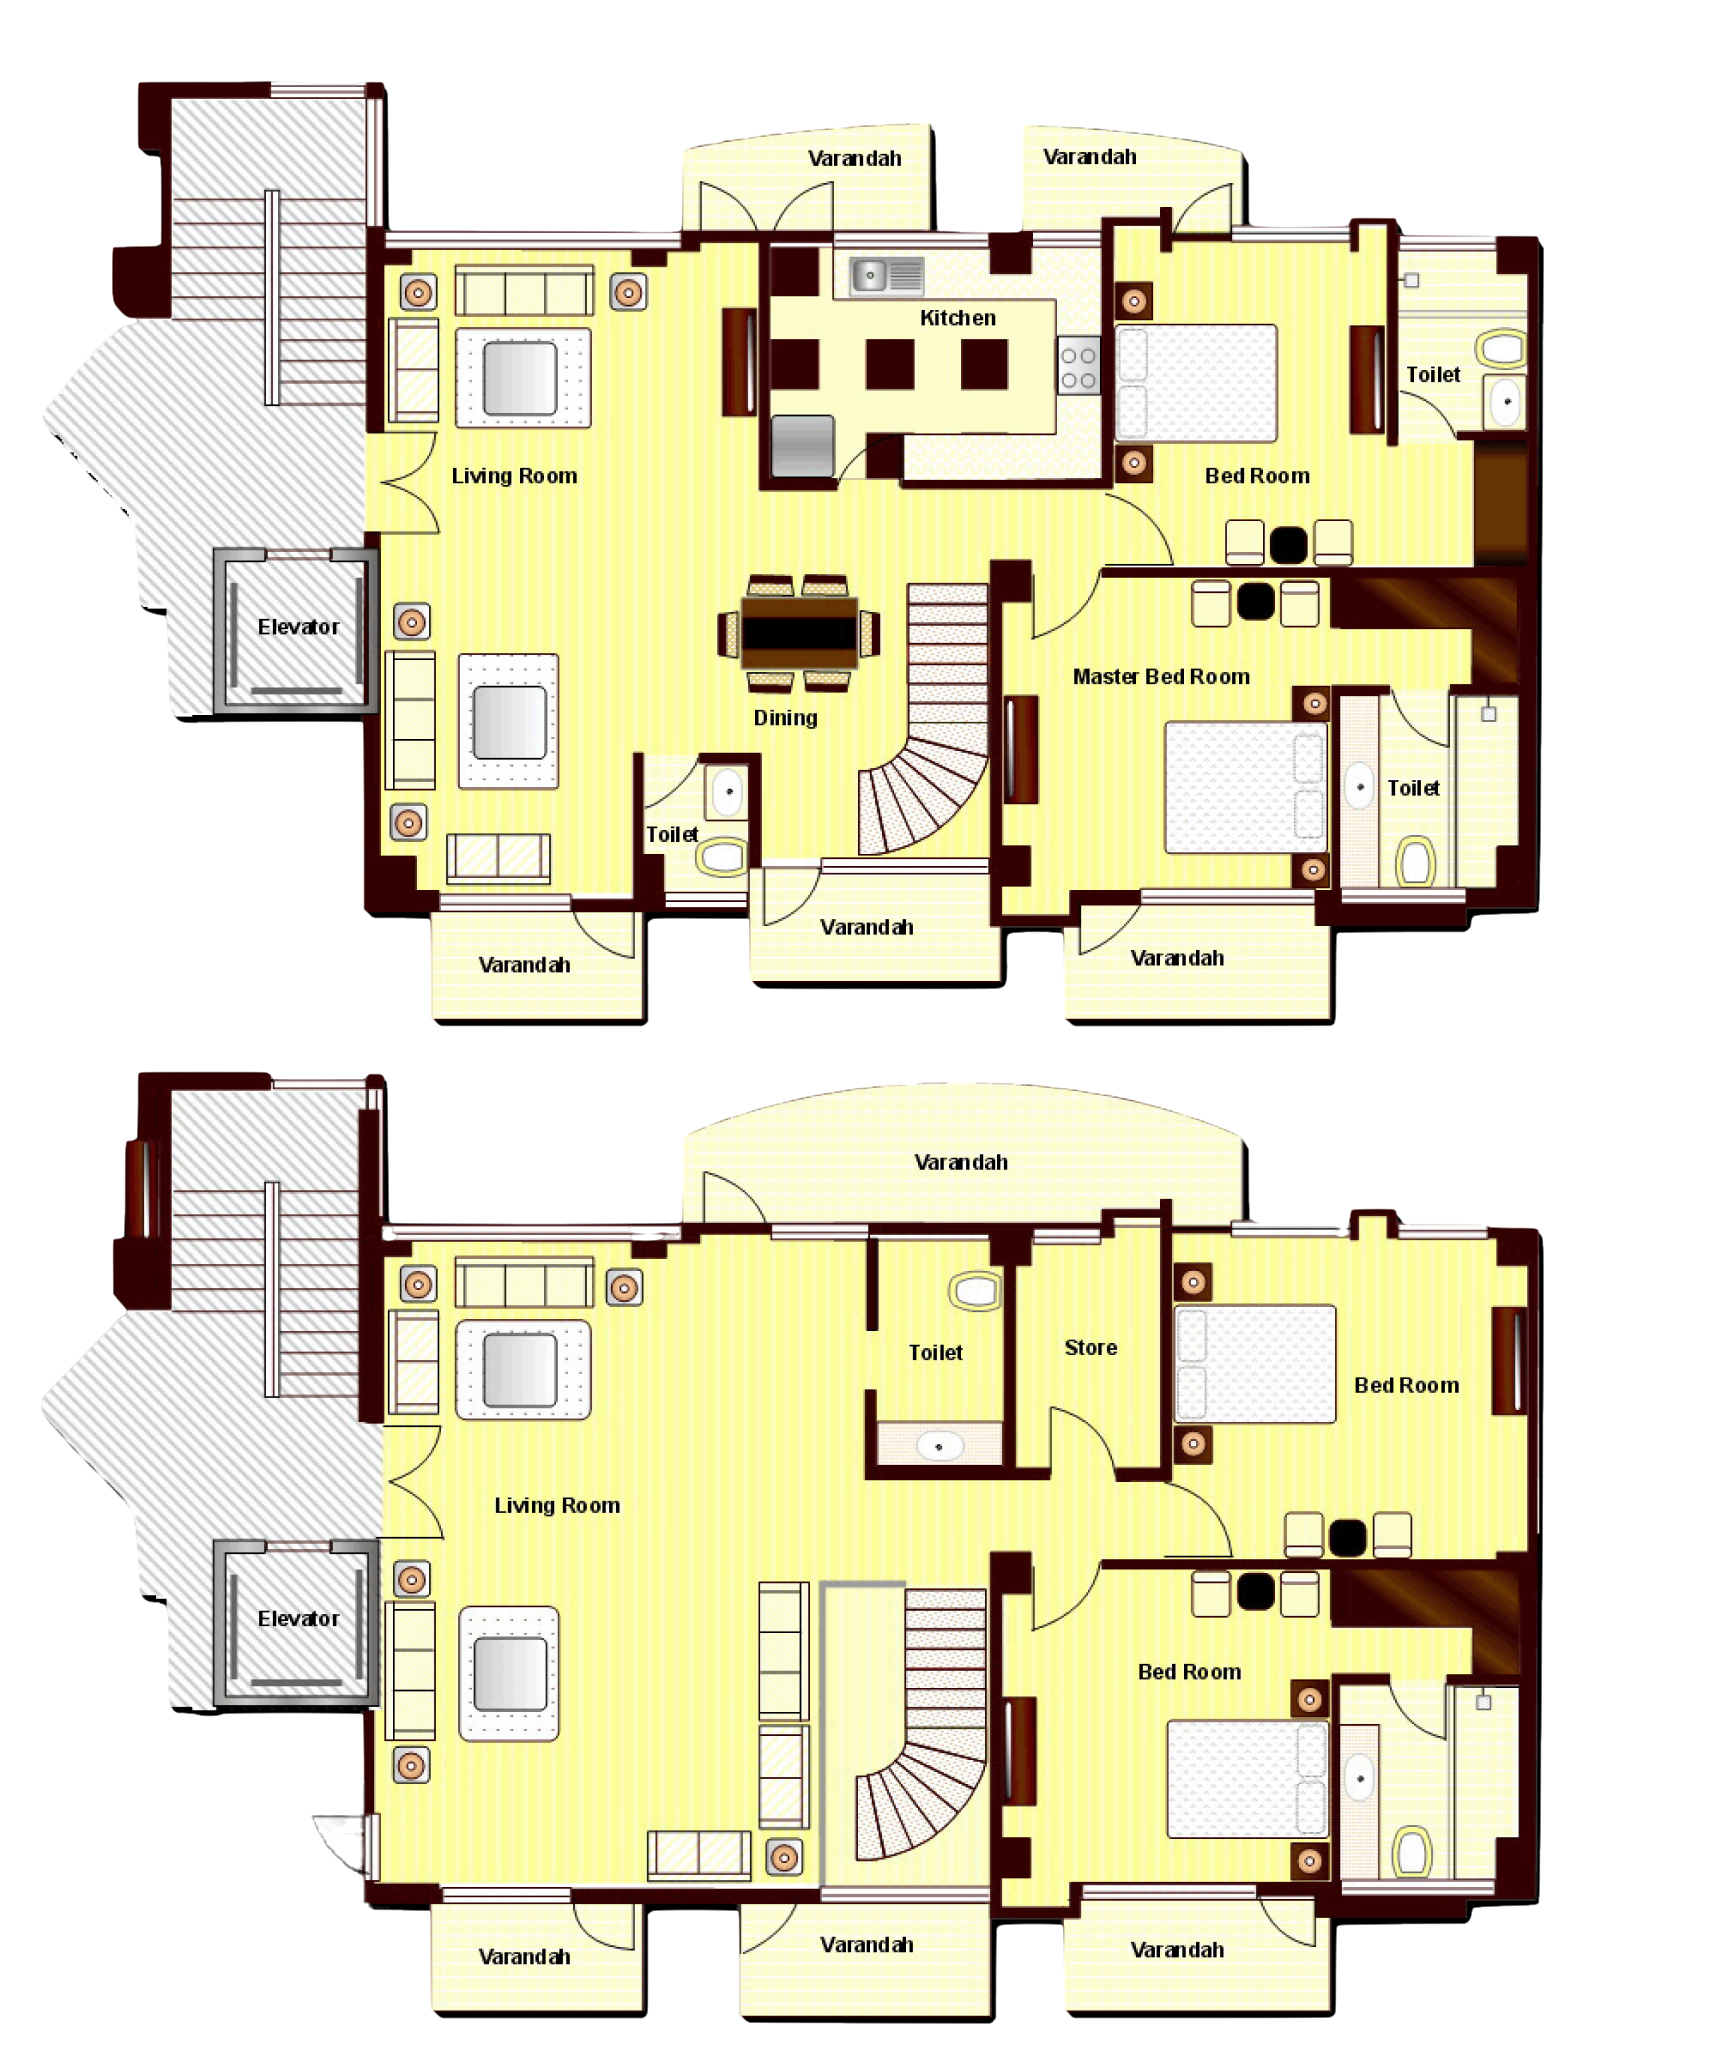 Varandah
Varandah
Kitchen
Toilet
Living Room
Bed Room
Elevator
Master Bed Room
Dining
Toilet
Toilet
Varandah
Varandah
Varandah
Varandah
Toilet
Store
Bed Room
Living Room
Elevator
Bed Room
Varandah
Varandah
Varandah